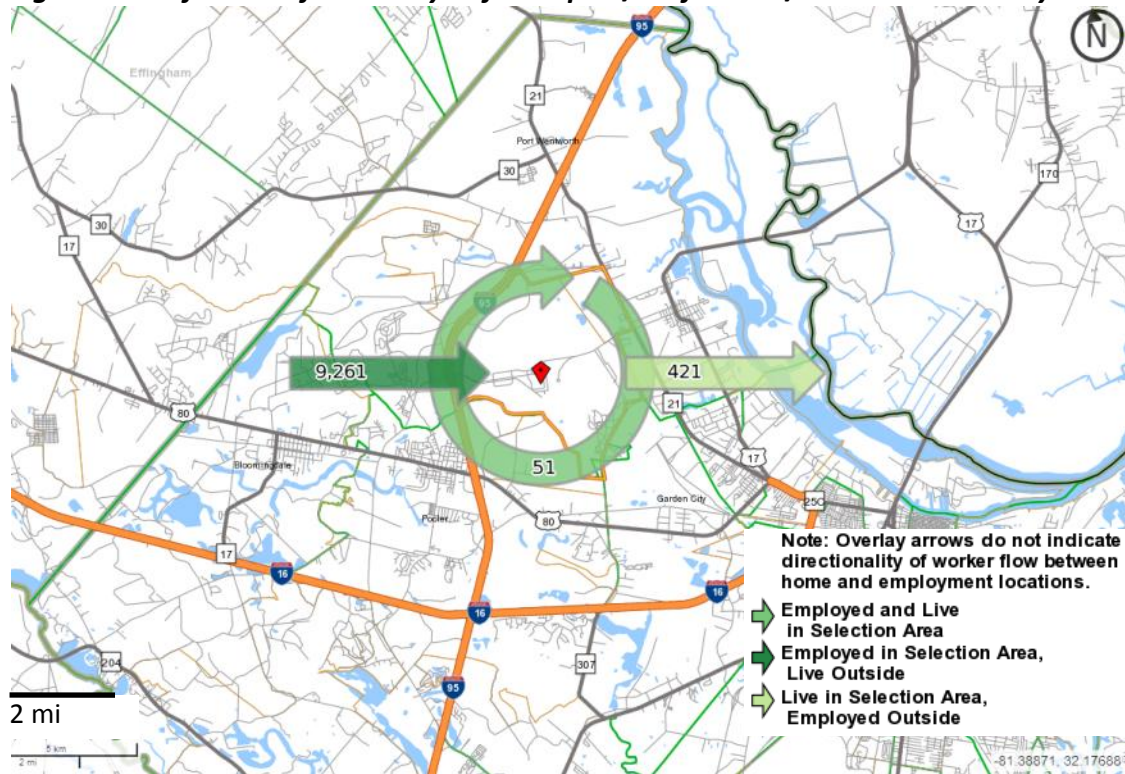 N
95
Effingham
21
Port Wentworth
30
170
30
17
17
95
9,261
421
21
80
17
51
Bloomingdale
250
Garden City
Pooler
80
17
16
16
16
307
204
95
Note: Overlay arrows do not indicate
directionality of worker flow between
home and employment locations.
Employed and Live
in Selection Area
Employed in Selection Area,
Live Outside
Live in Selection Area,
Employed Outside
2 mi
5 km
2 mi
-81.38871, 32.17688